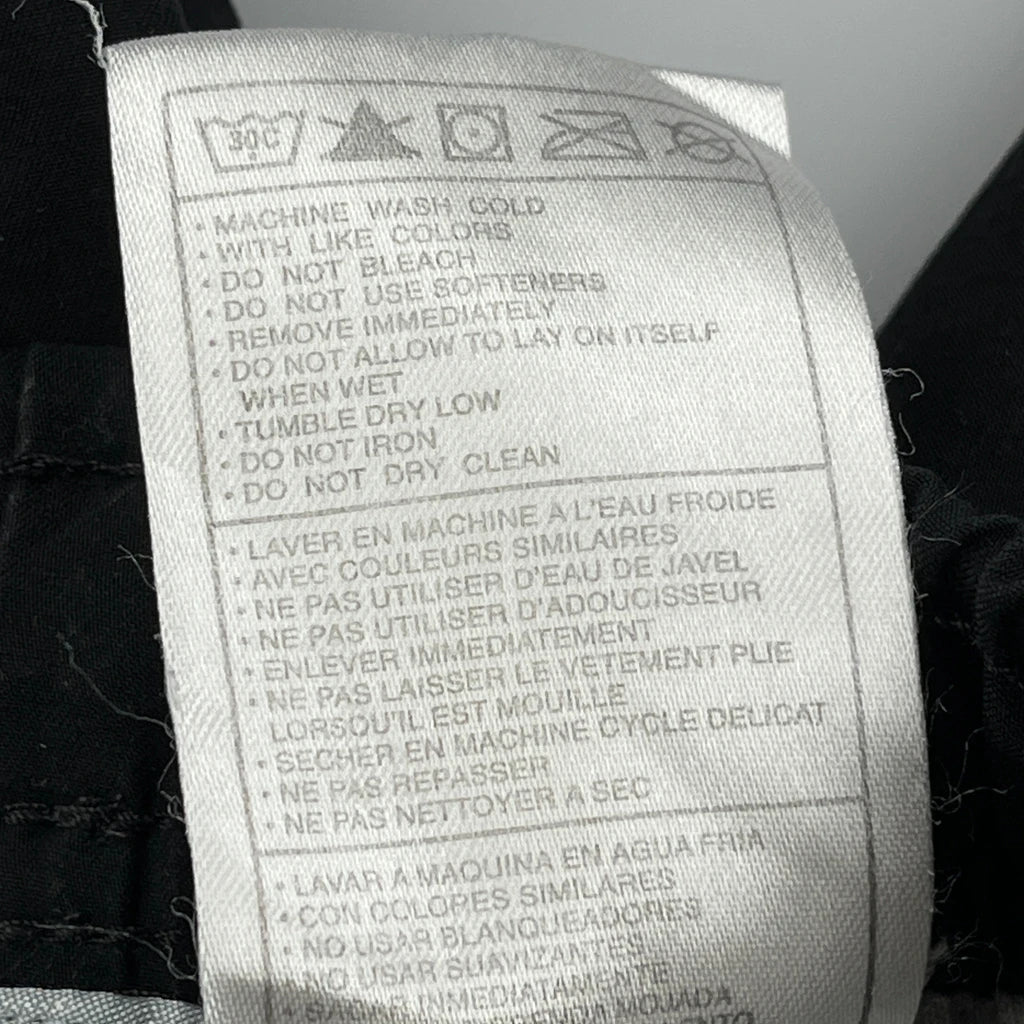 30C
• MACHINE WASH COLD
• WITH LIKE COLORS
• DO NOT BLEACH
• DO NOT USE SOFTENERS
• REMOVE IMMEDIATELY
• DO NOT ALLOW TO LAY ON ITSELF
WHEN WET
• TUMBLE DRY LOW
• DO NOT IRON
• DO NOT DRY CLEAN
• LAVER EN MACHINE A L'EAU FROIDE
• AVEC COULEURS SIMILAIRES
• NE PAS UTILISER D'EAU DE JAVEL
• NE PAS UTILISER D'ADOUCISSEUR
• ENLEVER IMMEDIATEMENT
• NE PAS LAISSER LE VETEMENT PLIE
LORSQU'IL EST MOUILLE
• SECHER EN MACHINE CYCLE DELICAT
• NE PAS REPASSER
• NE PAS NETTOYER A SEC
• LAVAR A MAQUINA EN AGUA FRIA
• CON COLORES SIMILARES
• NO USAR BLANQUEADORES
NO USAR SUAVIZANTES
• INMEDIATAMENTE
MOJADA